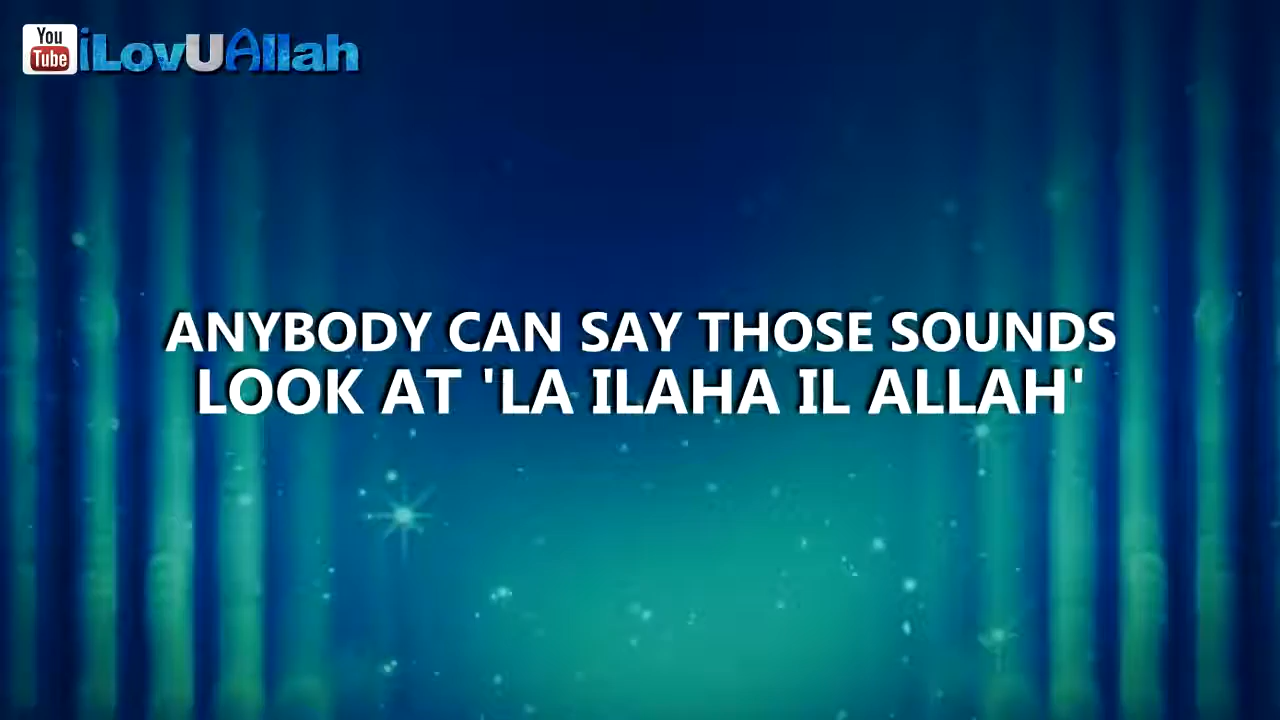 You
Tube
iLovUAllah
ANYBODY CAN SAY THOSE SOUNDS
LOOK AT 'LA ILAHA IL ALLAH'